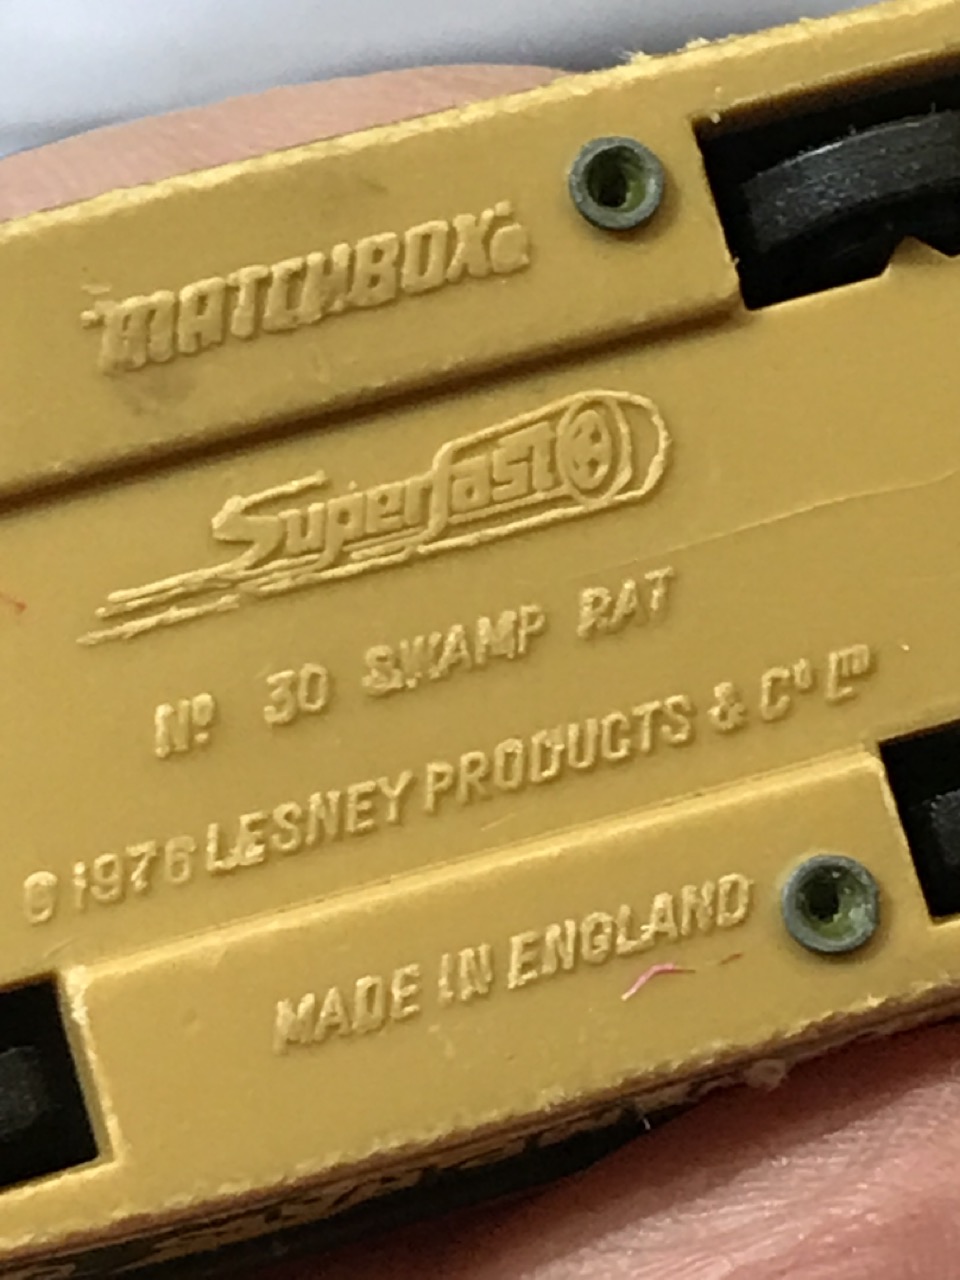 "MATCHBOX"®
Superfast
Nº 30 SWAMP RAT
© 1976 LESNEY PRODUCTS & Cº Lᵀᴰ
MADE IN ENGLAND